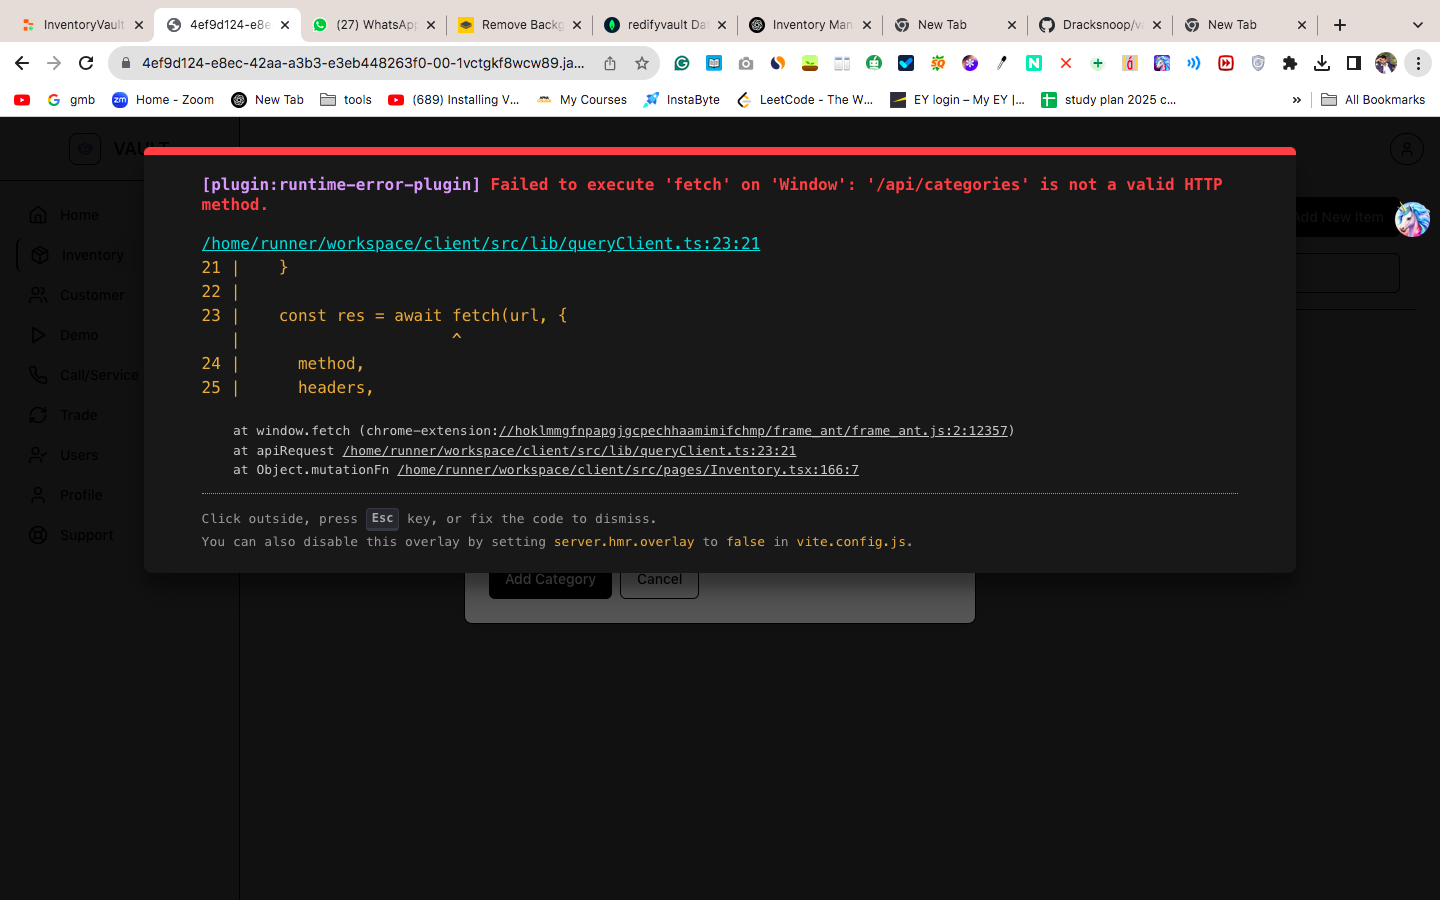 InventoryVault
4ef9d124-e8e
(27) WhatsApp
Remove Backg
redifyvault Dat
Inventory Man
New Tab
Dracksnoop/va
New Tab
4ef9d124-e8ec-42aa-a3b3-e3eb448263f0-00-1vctgkf8wcw89.ja...
gmb
Home - Zoom
New Tab
tools
(689) Installing V...
My Courses
InstaByte
LeetCode - The W...
EY login – My EY |...
study plan 2025 c...
»
All Bookmarks
VAULT
Home
Inventory
Customer
Demo
Call/Service
Trade
Users
Profile
Support
Add New Item
[plugin:runtime-error-plugin] Failed to execute 'fetch' on 'Window': '/api/categories' is not a valid HTTP
method.
/home/runner/workspace/client/src/lib/queryClient.ts:23:21
21 |    }
22 |
23 |    const res = await fetch(url, {
   |                      ^
24 |      method,
25 |      headers,
at window.fetch (chrome-extension://hoklmmgfnpapgjgcpechhaamimifchmp/frame_ant/frame_ant.js:2:12357)
at apiRequest /home/runner/workspace/client/src/lib/queryClient.ts:23:21
at Object.mutationFn /home/runner/workspace/client/src/pages/Inventory.tsx:166:7
Click outside, press Esc key, or fix the code to dismiss.
You can also disable this overlay by setting server.hmr.overlay to false in vite.config.js.
Add Category
Cancel